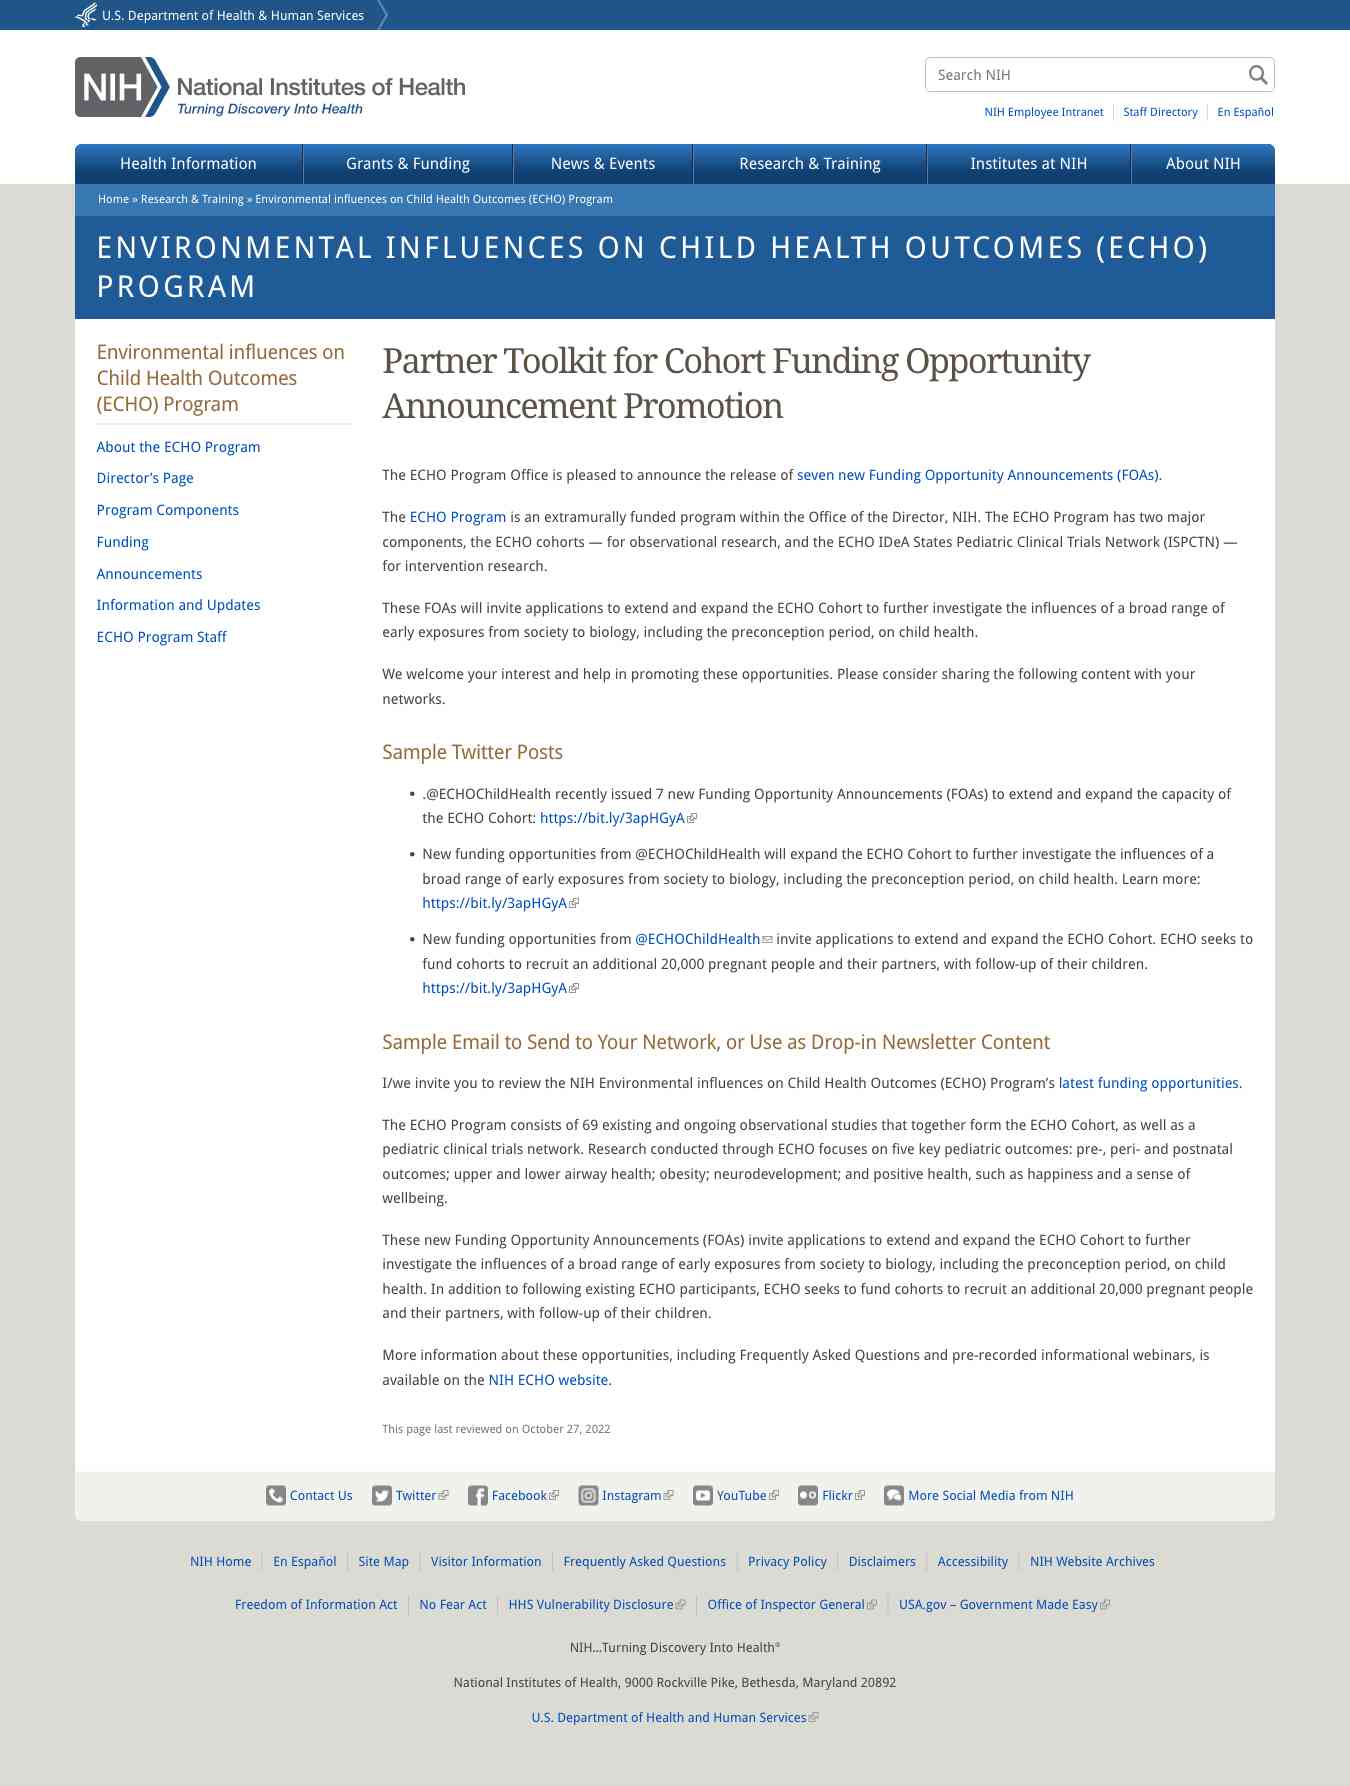 U.S. Department of Health & Human Services
NIH National Institutes of Health
Turning Discovery Into Health
Search NIH
NIH Employee Intranet Staff Directory En Español
Health Information Grants & Funding News & Events Research & Training Institutes at NIH About NIH
Home » Research & Training » Environmental influences on Child Health Outcomes (ECHO) Program
ENVIRONMENTAL INFLUENCES ON CHILD HEALTH OUTCOMES (ECHO)
PROGRAM
Environmental influences on
Child Health Outcomes
(ECHO) Program
About the ECHO Program
Director’s Page
Program Components
Funding
Announcements
Information and Updates
ECHO Program Staff
Partner Toolkit for Cohort Funding Opportunity
Announcement Promotion
The ECHO Program Office is pleased to announce the release of seven new Funding Opportunity Announcements (FOAs).
The ECHO Program is an extramurally funded program within the Office of the Director, NIH. The ECHO Program has two major
components, the ECHO cohorts — for observational research, and the ECHO IDeA States Pediatric Clinical Trials Network (ISPCTN) —
for intervention research.
These FOAs will invite applications to extend and expand the ECHO Cohort to further investigate the influences of a broad range of
early exposures from society to biology, including the preconception period, on child health.
We welcome your interest and help in promoting these opportunities. Please consider sharing the following content with your
networks.
Sample Twitter Posts
• .@ECHOChildHealth recently issued 7 new Funding Opportunity Announcements (FOAs) to extend and expand the capacity of
the ECHO Cohort: https://bit.ly/3apHGyA
• New funding opportunities from @ECHOChildHealth will expand the ECHO Cohort to further investigate the influences of a
broad range of early exposures from society to biology, including the preconception period, on child health. Learn more:
https://bit.ly/3apHGyA
• New funding opportunities from @ECHOChildHealth invite applications to extend and expand the ECHO Cohort. ECHO seeks to
fund cohorts to recruit an additional 20,000 pregnant people and their partners, with follow-up of their children.
https://bit.ly/3apHGyA
Sample Email to Send to Your Network, or Use as Drop-in Newsletter Content
I/we invite you to review the NIH Environmental influences on Child Health Outcomes (ECHO) Program’s latest funding opportunities.
The ECHO Program consists of 69 existing and ongoing observational studies that together form the ECHO Cohort, as well as a
pediatric clinical trials network. Research conducted through ECHO focuses on five key pediatric outcomes: pre-, peri- and postnatal
outcomes; upper and lower airway health; obesity; neurodevelopment; and positive health, such as happiness and a sense of
wellbeing.
These new Funding Opportunity Announcements (FOAs) invite applications to extend and expand the ECHO Cohort to further
investigate the influences of a broad range of early exposures from society to biology, including the preconception period, on child
health. In addition to following existing ECHO participants, ECHO seeks to fund cohorts to recruit an additional 20,000 pregnant people
and their partners, with follow-up of their children.
More information about these opportunities, including Frequently Asked Questions and pre-recorded informational webinars, is
available on the NIH ECHO website.
This page last reviewed on October 27, 2022
Contact Us Twitter Facebook Instagram YouTube Flickr More Social Media from NIH
NIH Home En Español Site Map Visitor Information Frequently Asked Questions Privacy Policy Disclaimers Accessibility NIH Website Archives
Freedom of Information Act No Fear Act HHS Vulnerability Disclosure Office of Inspector General USA.gov – Government Made Easy
NIH…Turning Discovery Into Health®
National Institutes of Health, 9000 Rockville Pike, Bethesda, Maryland 20892
U.S. Department of Health and Human Services